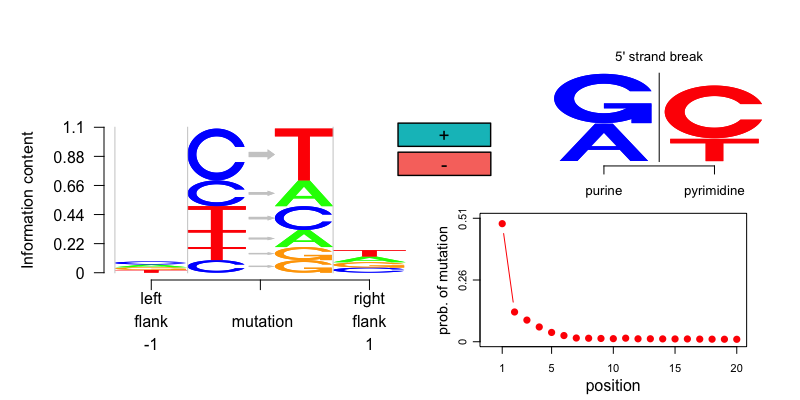 5' strand break
G C
A T
purine pyrimidine
Information content
1.1
0.88
0.66
0.44
0.22
0
C T
C A
T C
T A
T G
C G
+
-
left
flank
-1
mutation
right
flank
1
prob. of mutation
0.51
0.26
0
1 5 10 15 20
position